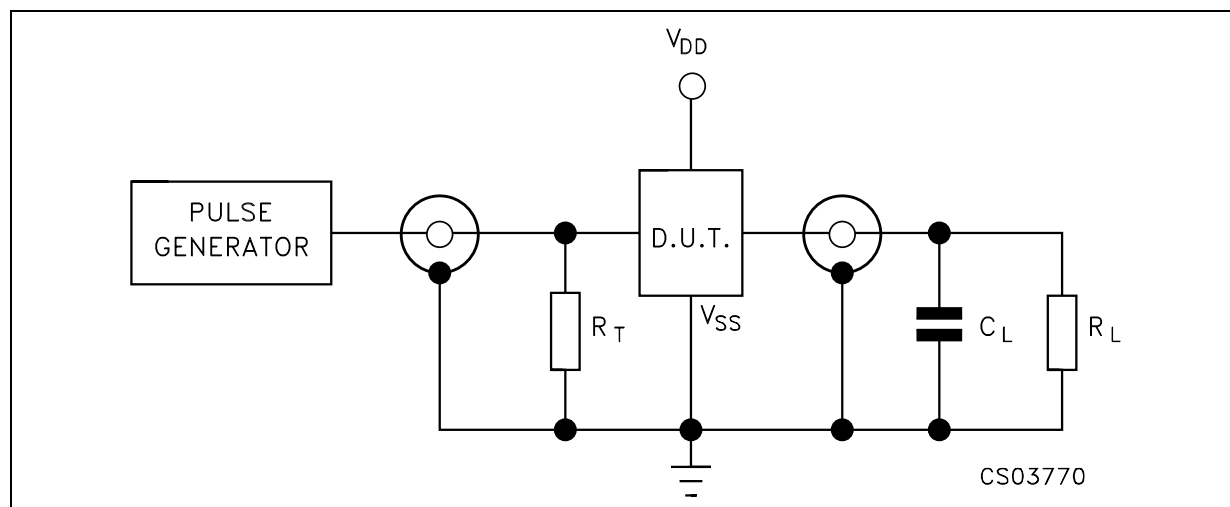 VDD
PULSE
GENERATOR
D.U.T.
VSS
RT
CL
RL
CS03770